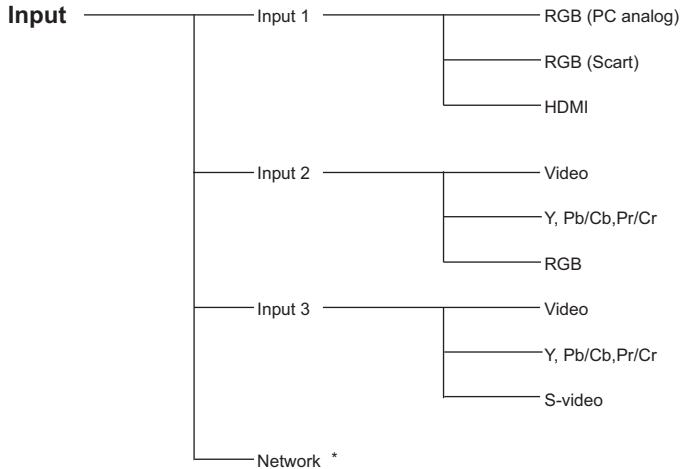 Input
Input 1
RGB (PC analog)
RGB (Scart)
HDMI
Input 2
Video
Y, Pb/Cb,Pr/Cr
RGB
Input 3
Video
Y, Pb/Cb,Pr/Cr
S-video
Network *